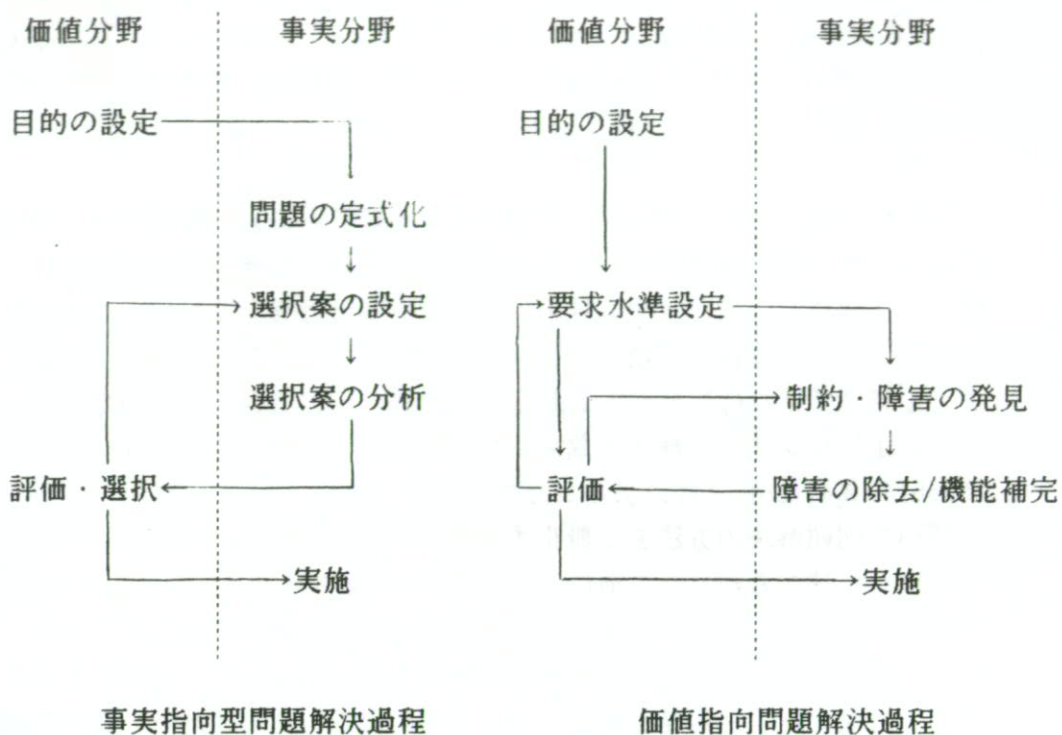 価値分野 事実分野 価値分野 事実分野
目的の設定 目的の設定
問題の定式化
選択案の設定 要求水準設定
選択案の分析 制約・障害の発見
評価・選択 評価 障害の除去/機能補完
実施 実施
事実指向型問題解決過程 価値指向問題解決過程